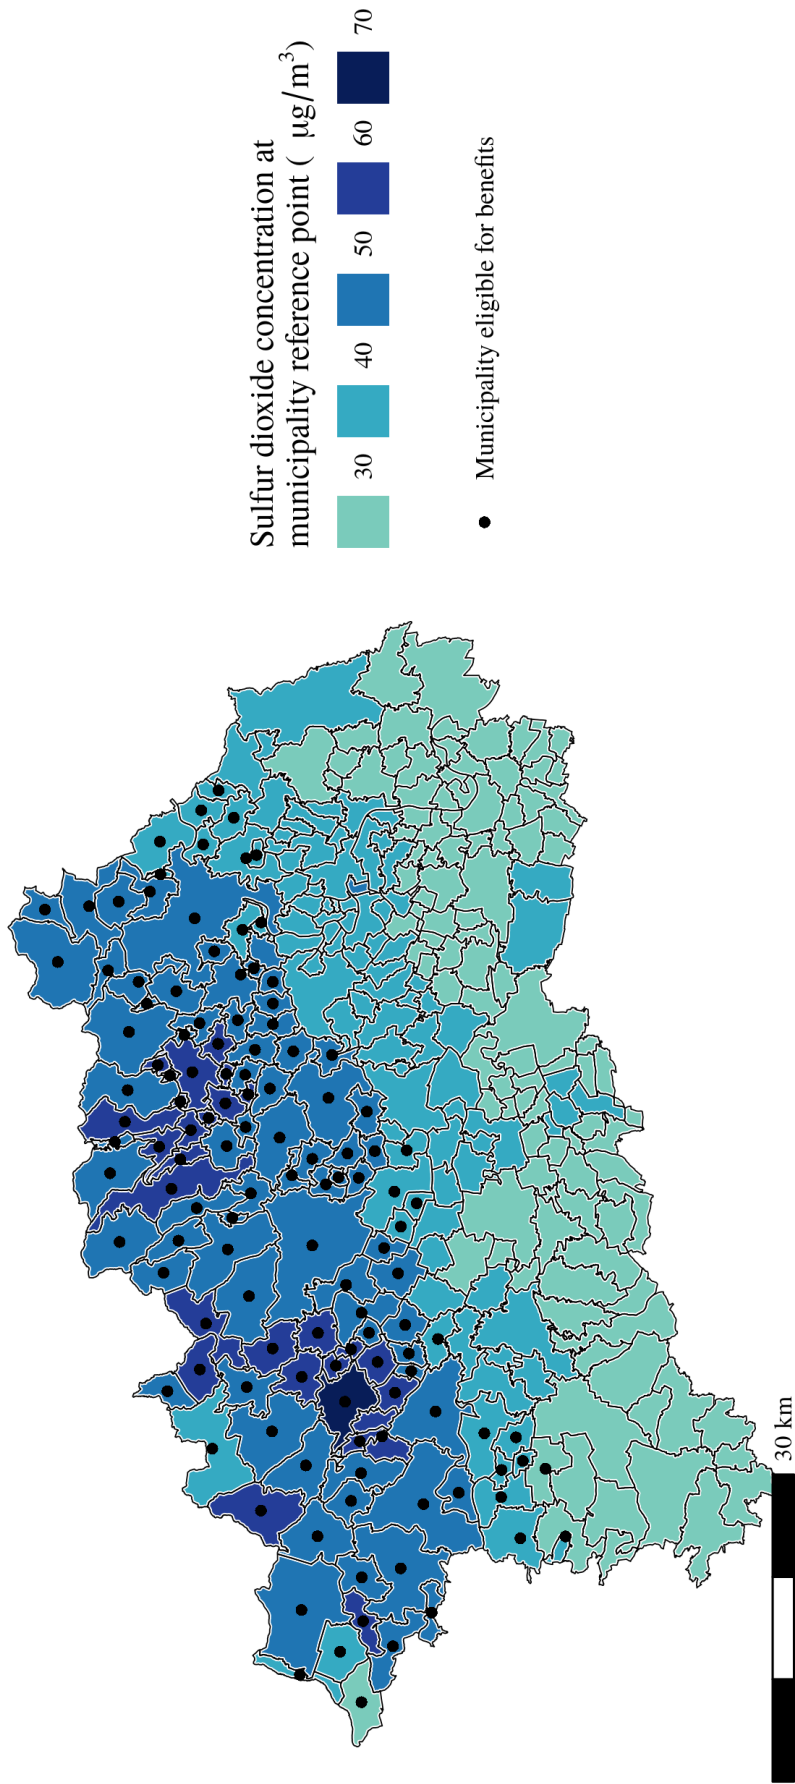 Sulfur dioxide concentration at
municipality reference point ( µg/m³)
30 40 50 60 70
Municipality eligible for benefits
30 km